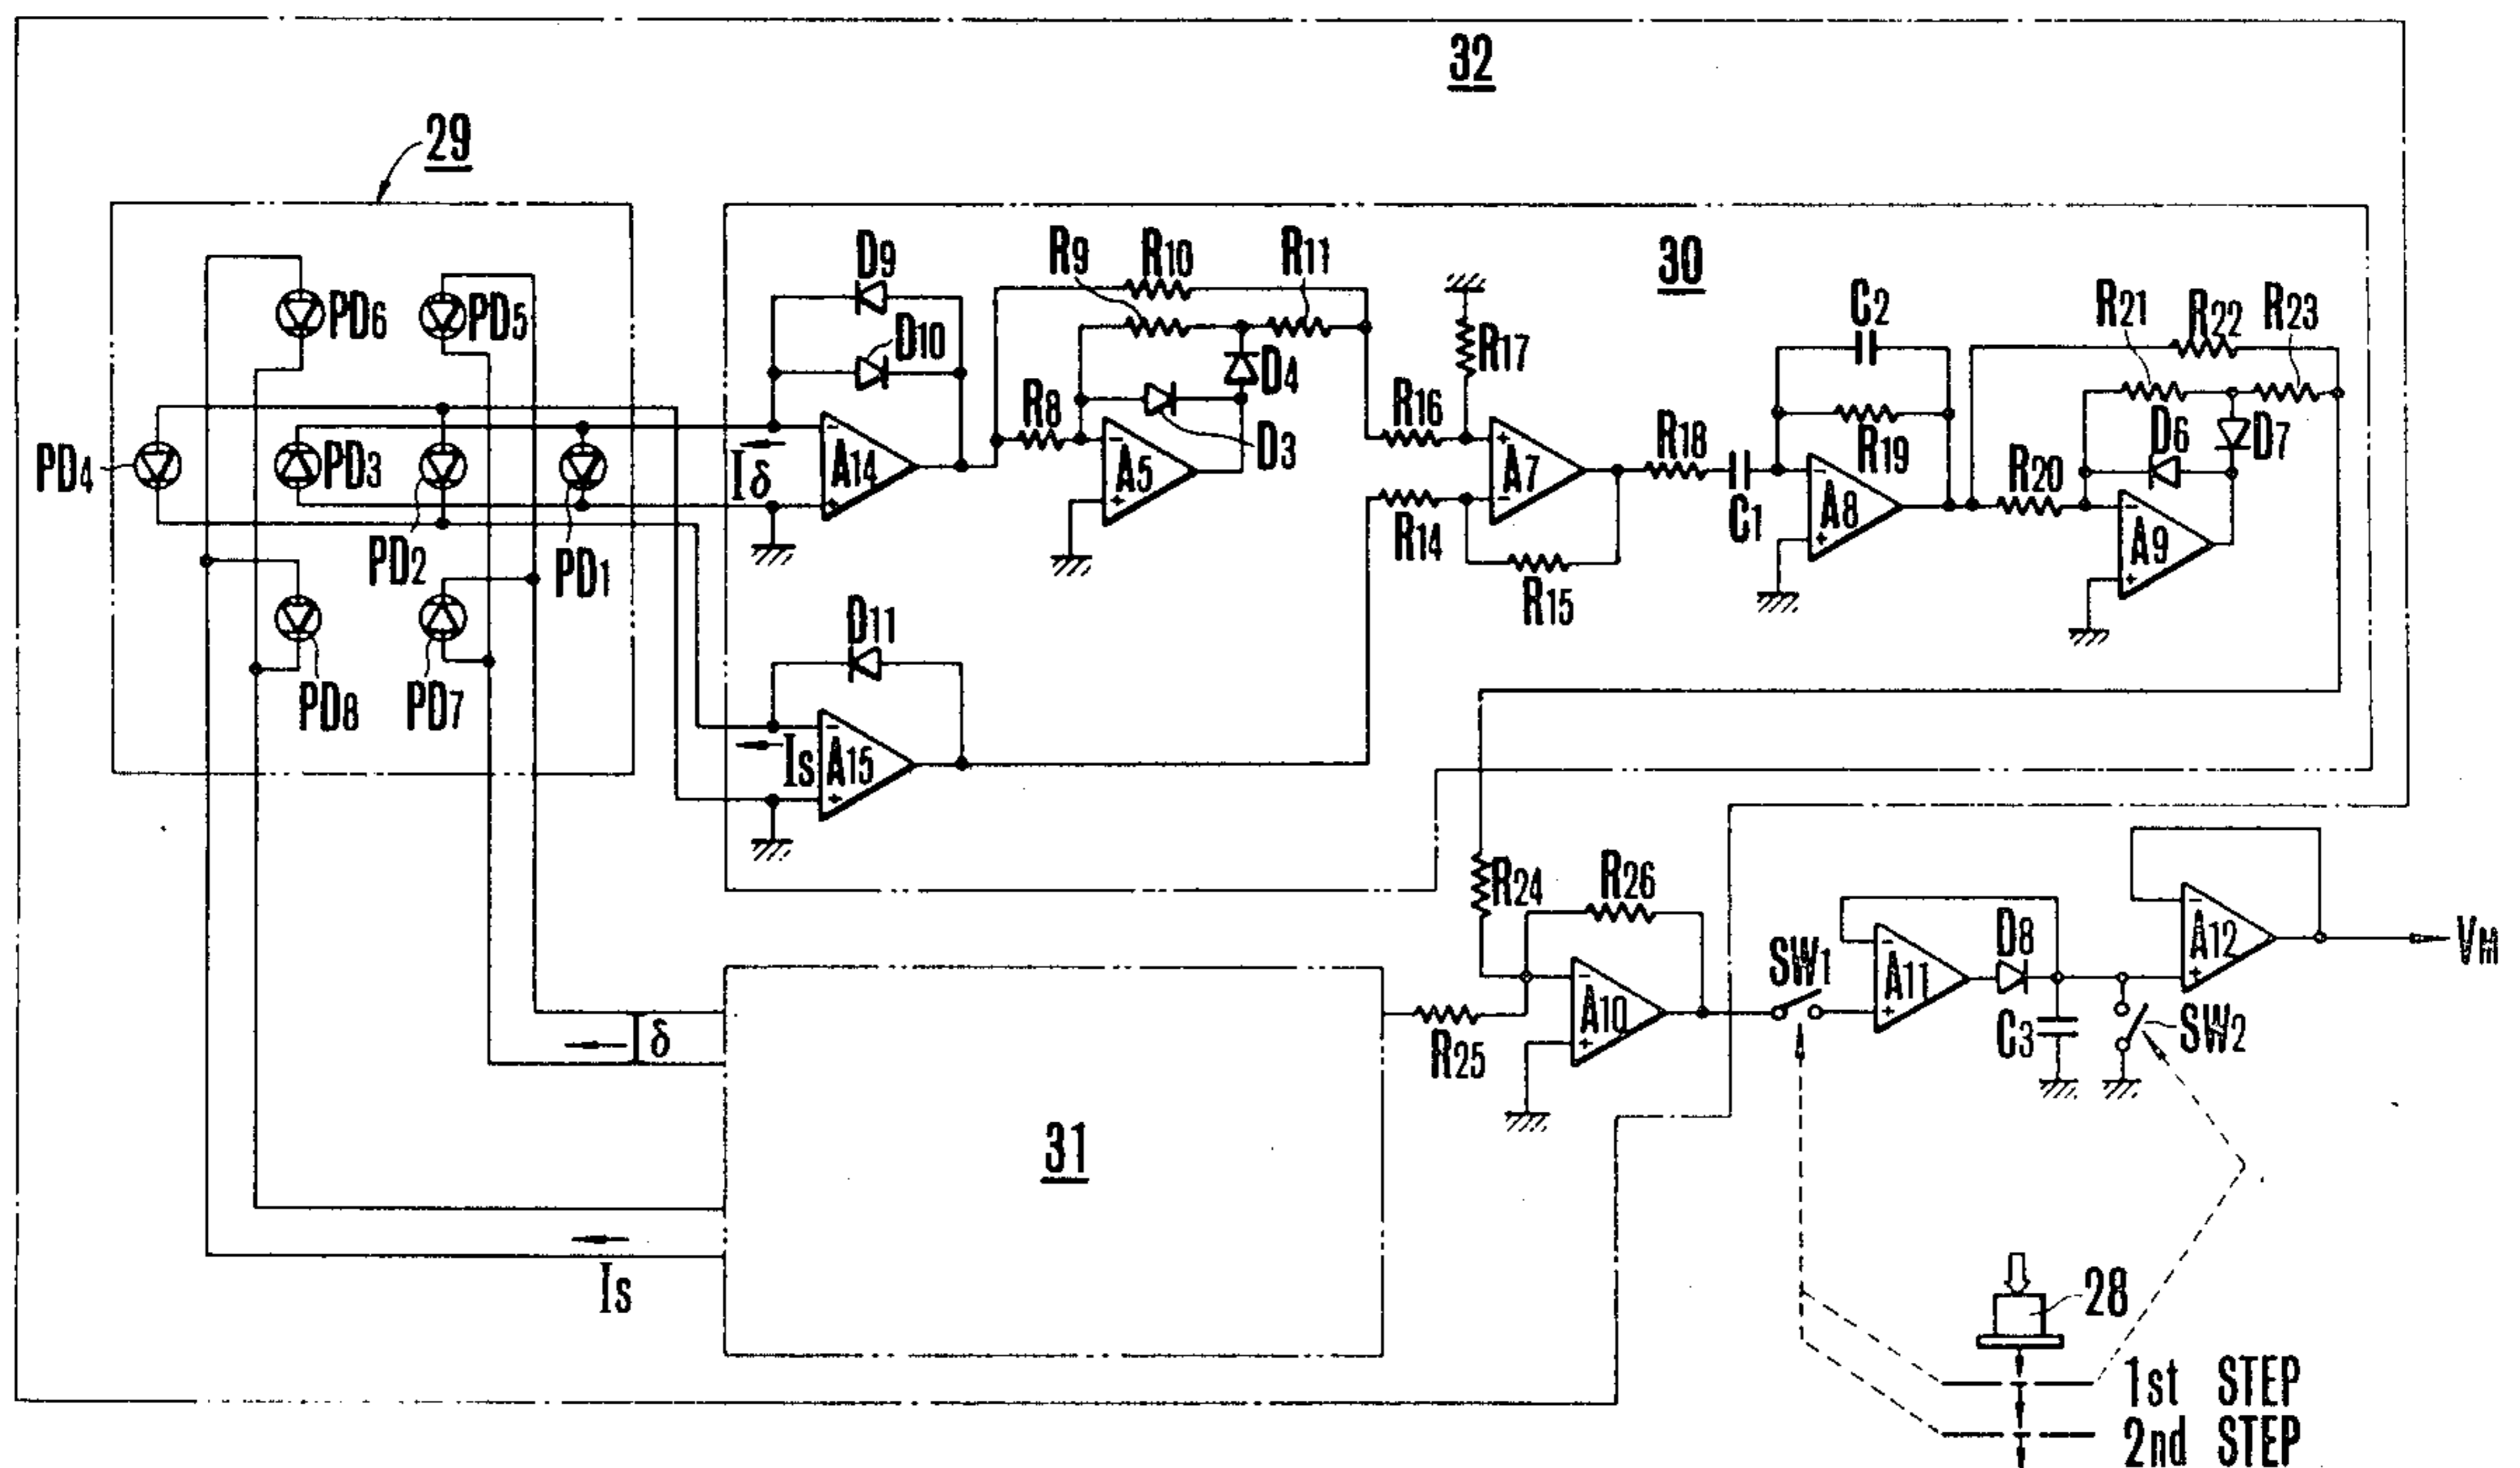 32
29
D9
R9 R10 R11
30
C2
R21 R22 R23
PD6 PD5
D10
R17
D4
R8
R16
D3
R18
R19
D6 D7
PD4 PD3
Iδ
A14
A5
A7
R20
A8
C1
R14
A9
PD2 PD1
R15
D11
PD8 PD7
Is A15
R24
R26
A12
VM
SW1
A11 D8
A10
C3
SW2
Iδ
R25
31
Is
28
1st STEP
2nd STEP